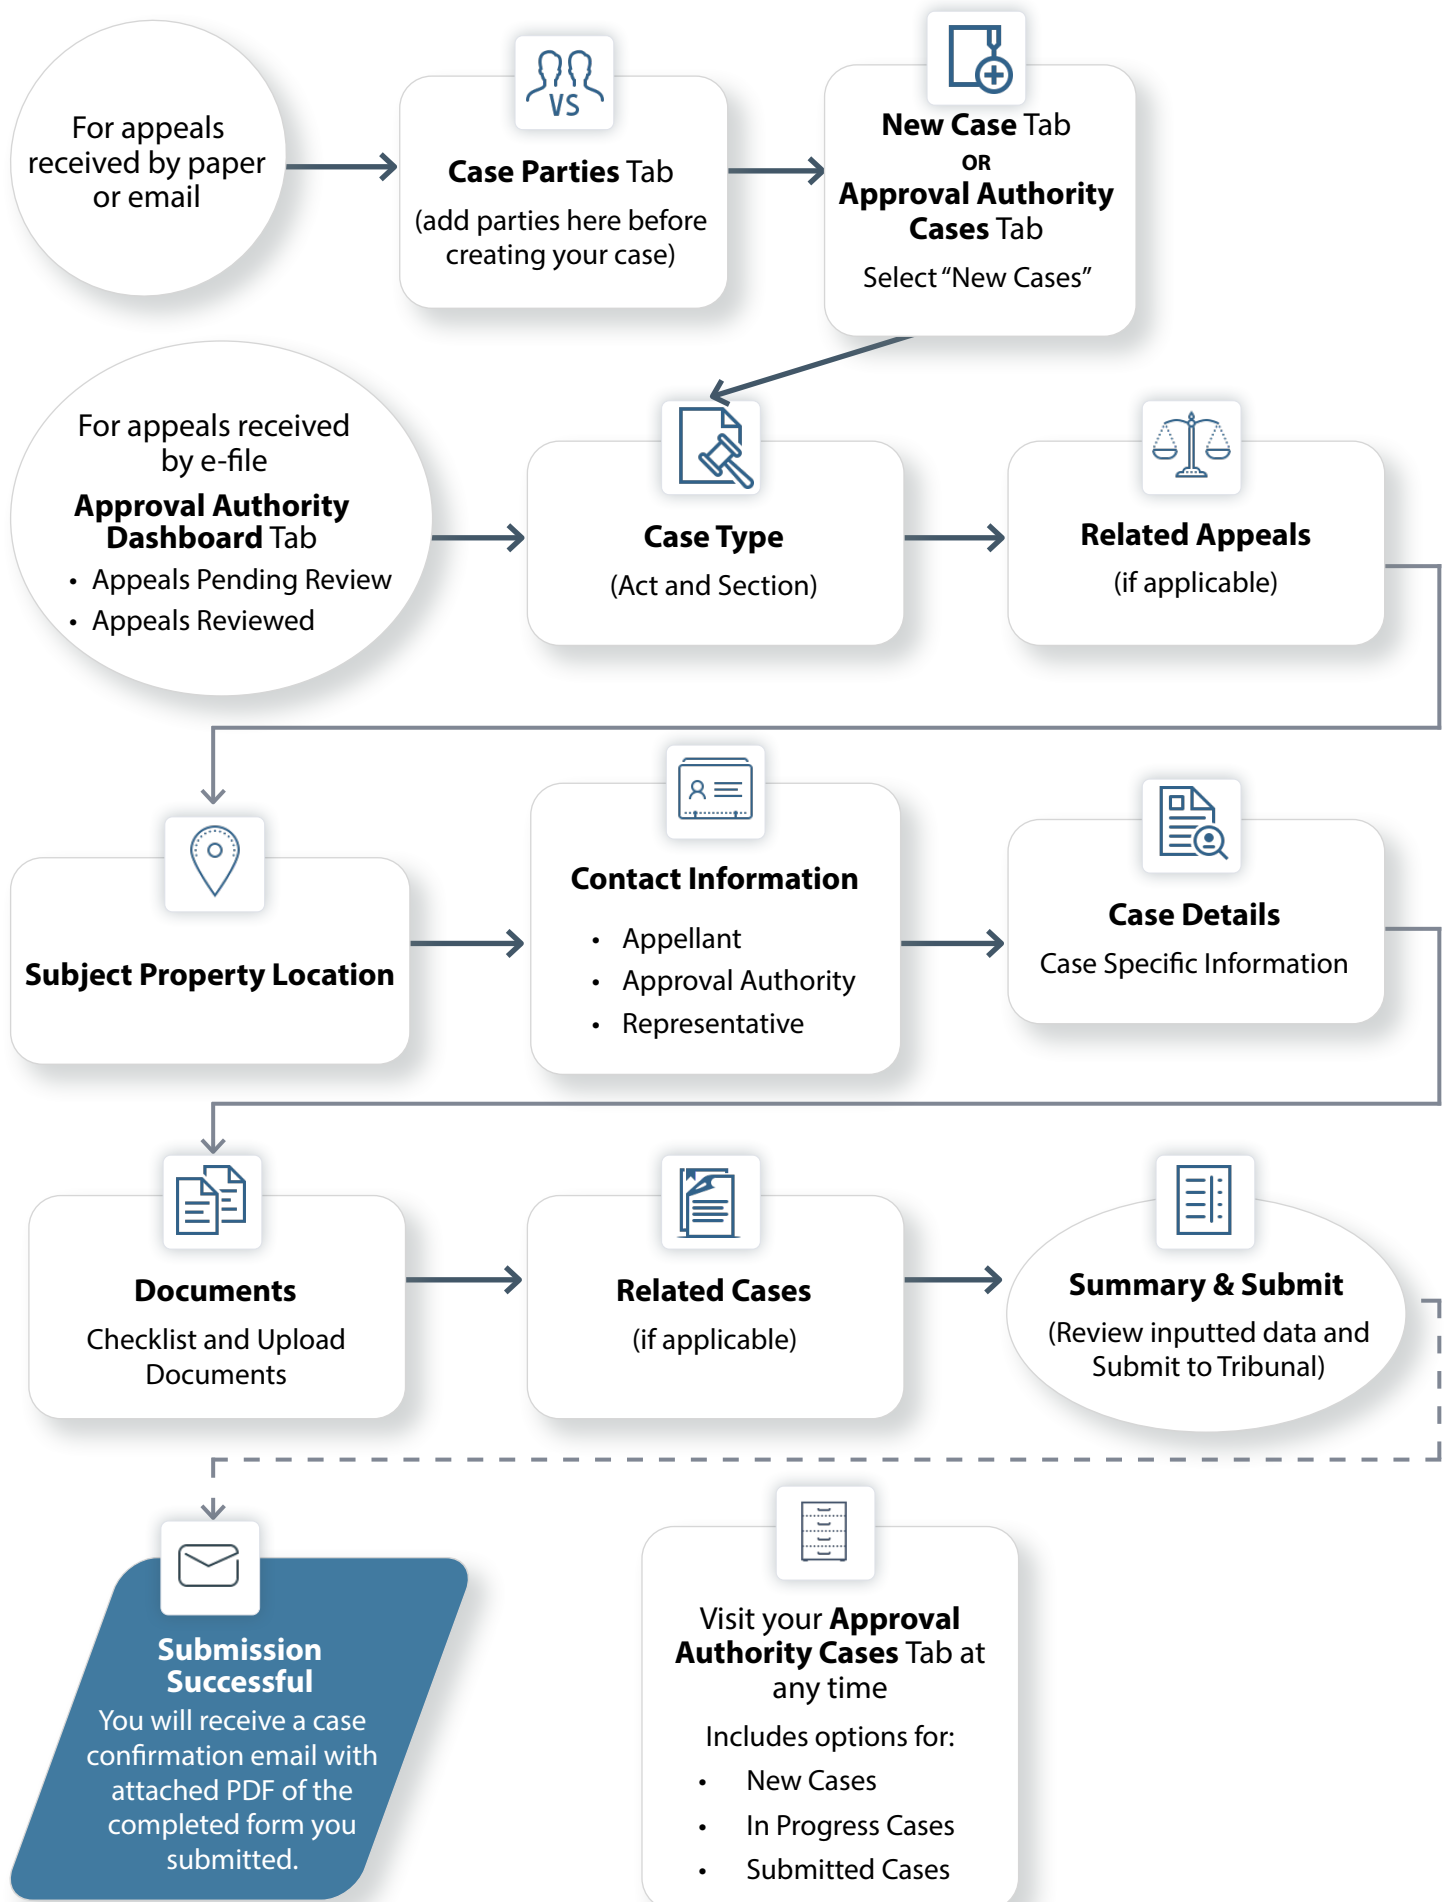 For appeals
received by paper
or email
VS
Case Parties Tab
(add parties here before
creating your case)
New Case Tab
OR
Approval Authority
Cases Tab
Select “New Cases”
For appeals received
by e-file
Approval Authority
Dashboard Tab
• Appeals Pending Review
• Appeals Reviewed
Case Type
(Act and Section)
Related Appeals
(if applicable)
Subject Property Location
Contact Information
• Appellant
• Approval Authority
• Representative
Case Details
Case Specific Information
Documents
Checklist and Upload
Documents
Related Cases
(if applicable)
Summary & Submit
(Review inputted data and
Submit to Tribunal)
Submission
Successful
You will receive a case
confirmation email with
attached PDF of the
completed form you
submitted.
Visit your Approval
Authority Cases Tab at
any time
Includes options for:
• New Cases
• In Progress Cases
• Submitted Cases